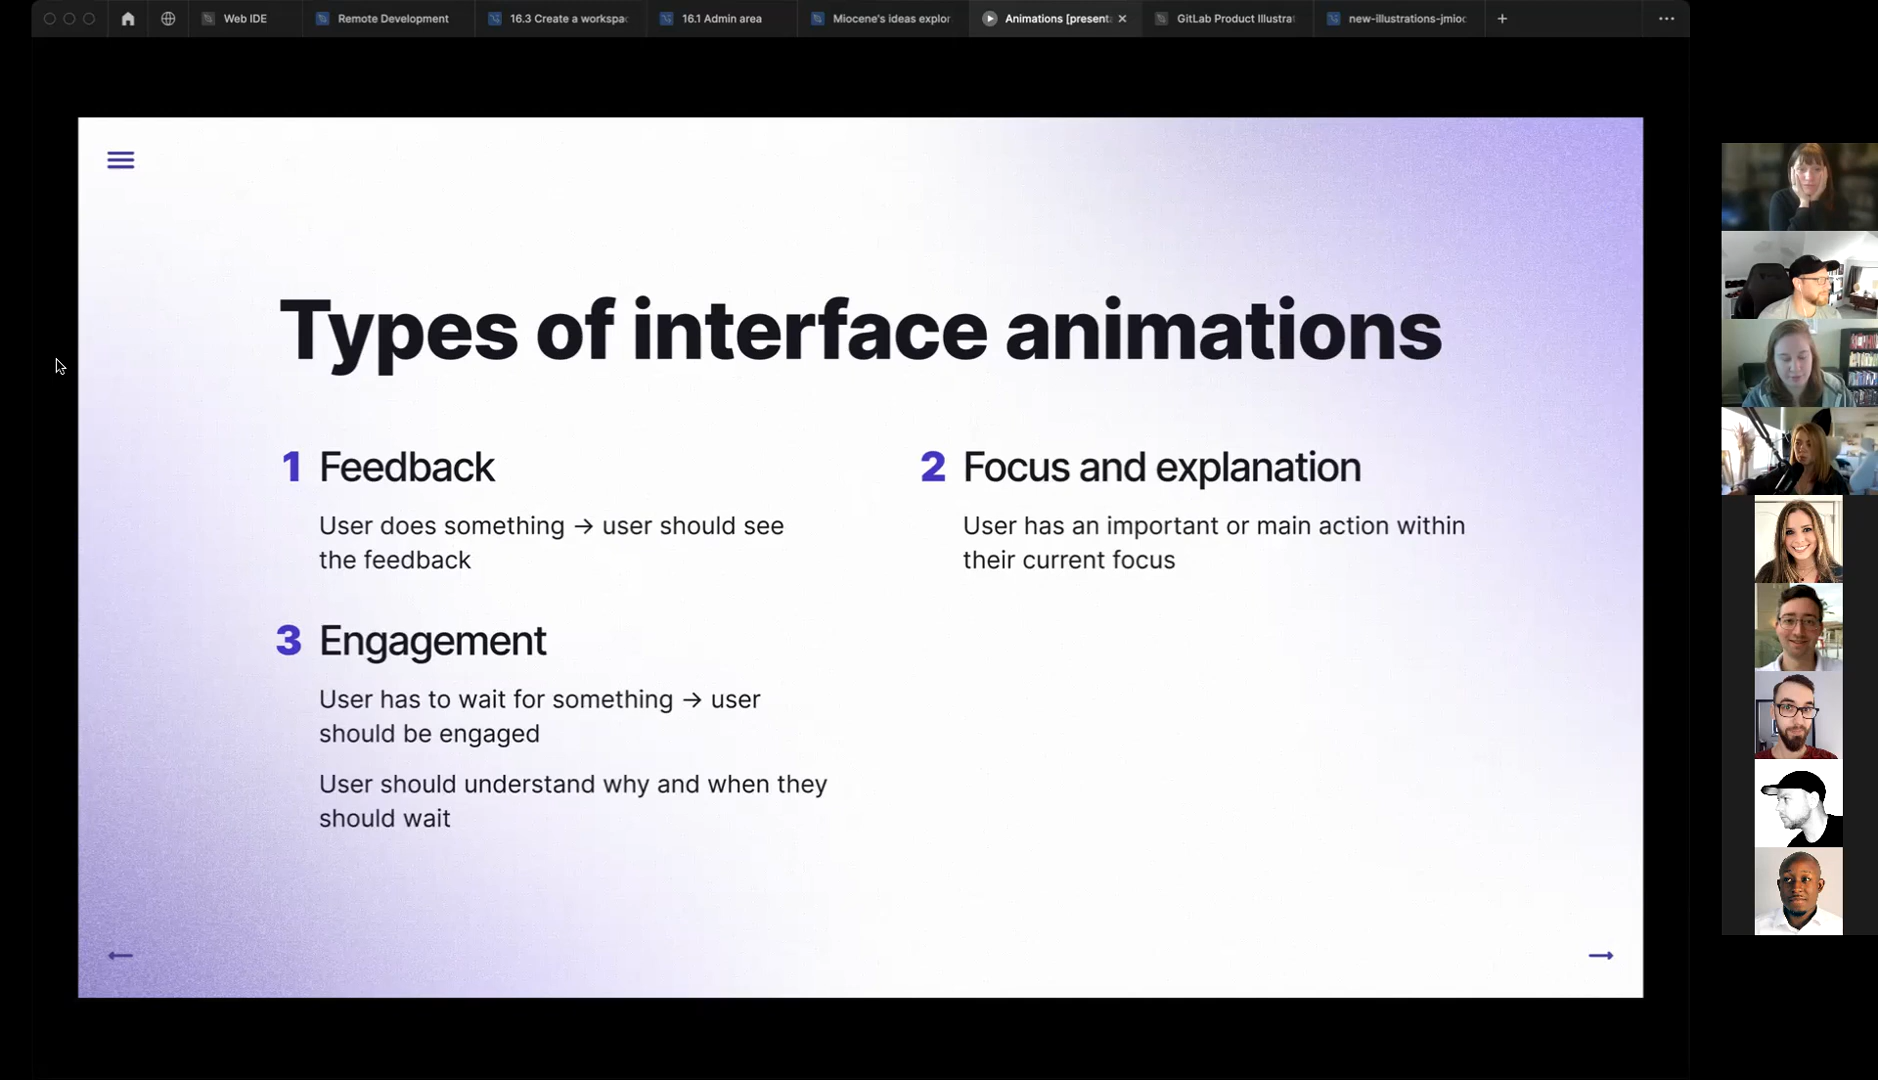 Web IDE
Remote Development
16.3 Create a workspac
16.1 Admin area
Miocene's ideas explor
Animations [present
GitLab Product Illustra
new-illustrations-jmioc
Types of interface animations
1 Feedback
User does something → user should see
the feedback
2 Focus and explanation
User has an important or main action within
their current focus
3 Engagement
User has to wait for something → user
should be engaged
User should understand why and when they
should wait